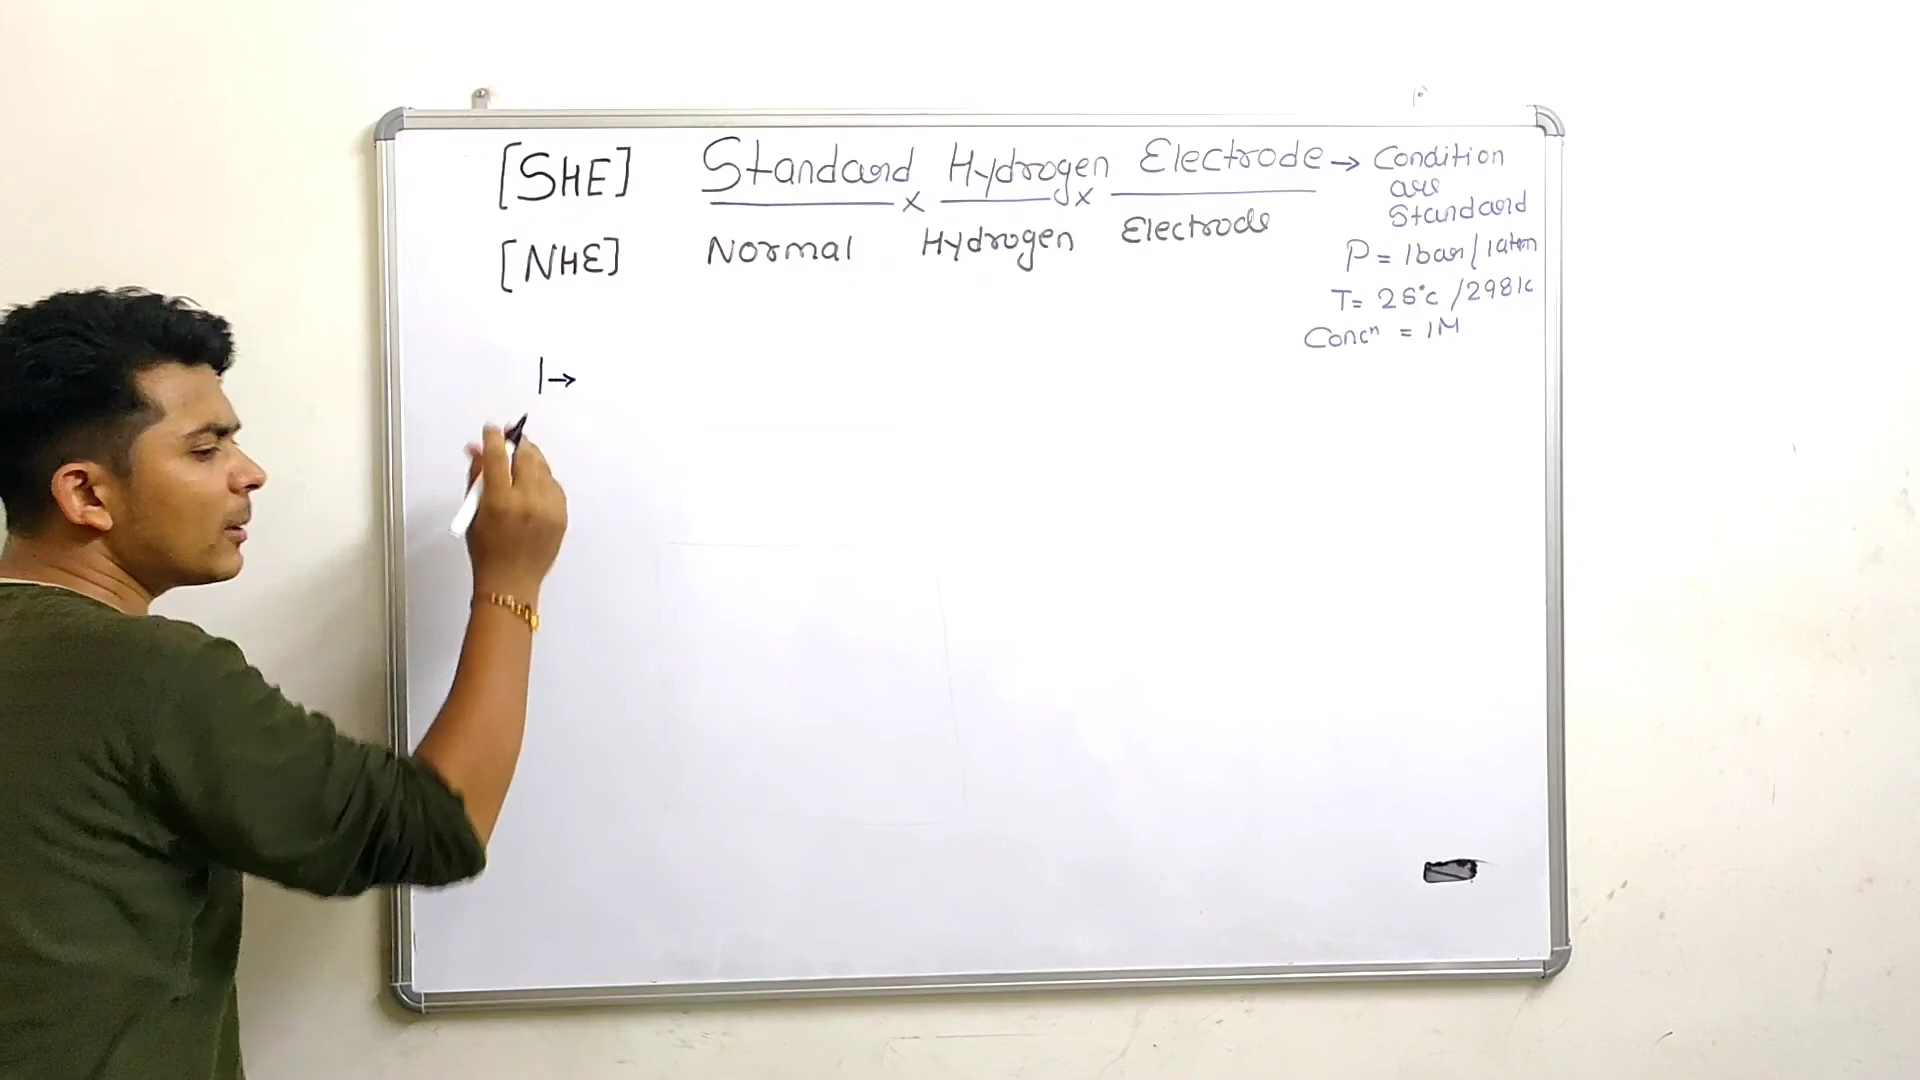 [SHE] Standard Hydrogen Electrode → Condition
are
Standard
[NHE] Normal Hydrogen Electrode
P = 1bar/1atm
T = 25°c /298k
Concⁿ = 1M
1→